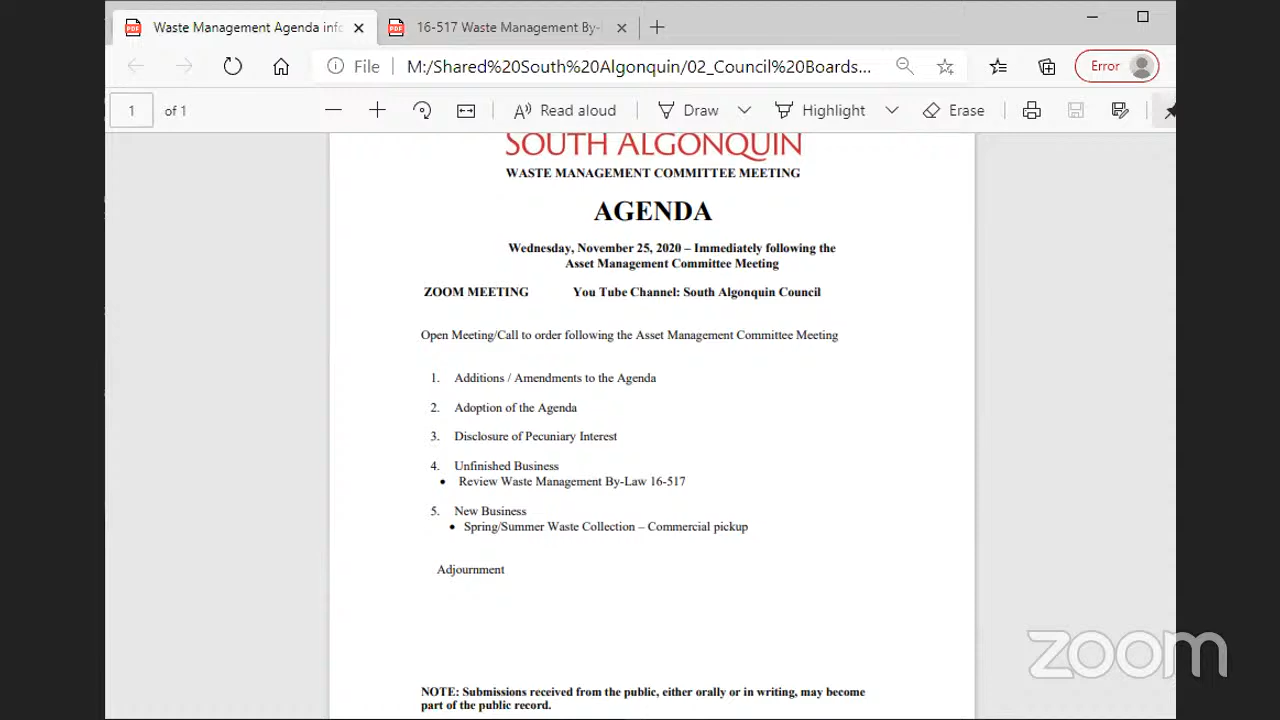 Waste Management Agenda info
16-517 Waste Management By-
File
M:/Shared%20South%20Algonquin/02_Council%20Boards...
Error
1
of 1
Read aloud
Draw
Highlight
Erase
SOUTH ALGONQUIN
WASTE MANAGEMENT COMMITTEE MEETING
AGENDA
Wednesday, November 25, 2020 – Immediately following the
Asset Management Committee Meeting
ZOOM MEETING You Tube Channel: South Algonquin Council
Open Meeting/Call to order following the Asset Management Committee Meeting
1. Additions / Amendments to the Agenda
2. Adoption of the Agenda
3. Disclosure of Pecuniary Interest
4. Unfinished Business
• Review Waste Management By-Law 16-517
5. New Business
• Spring/Summer Waste Collection – Commercial pickup
Adjournment
NOTE: Submissions received from the public, either orally or in writing, may become
part of the public record.
zoom